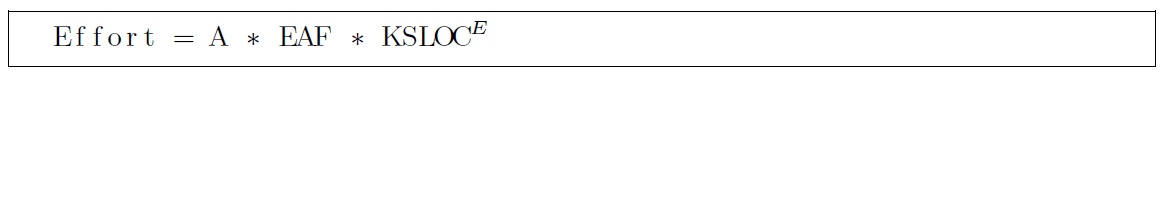 Effort = A * EAF * KSLOC^E